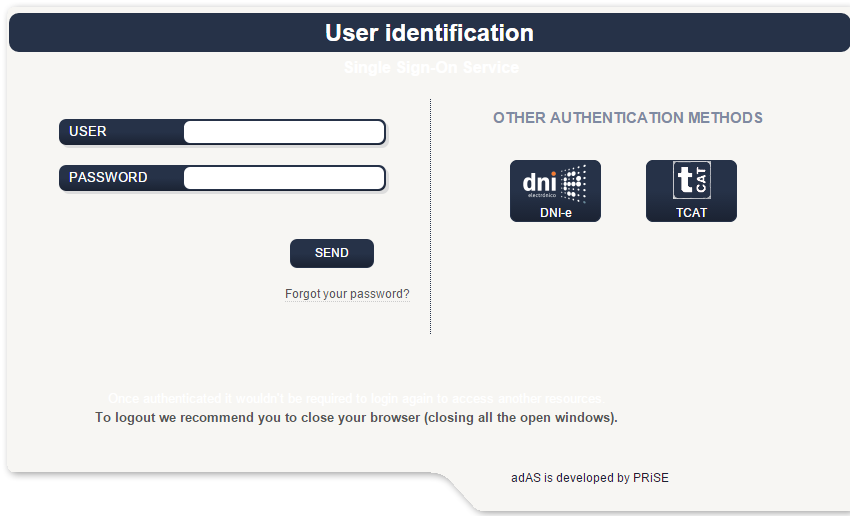 User identification
Single Sign-On Service
USER
PASSWORD
SEND
Forgot your password?
OTHER AUTHENTICATION METHODS
dni
electrónico
DNI-e
t CAT
TCAT
Once authenticated it wouldn't be required to login again to access another resources.
To logout we recommend you to close your browser (closing all the open windows).
adAS is developed by PRiSE